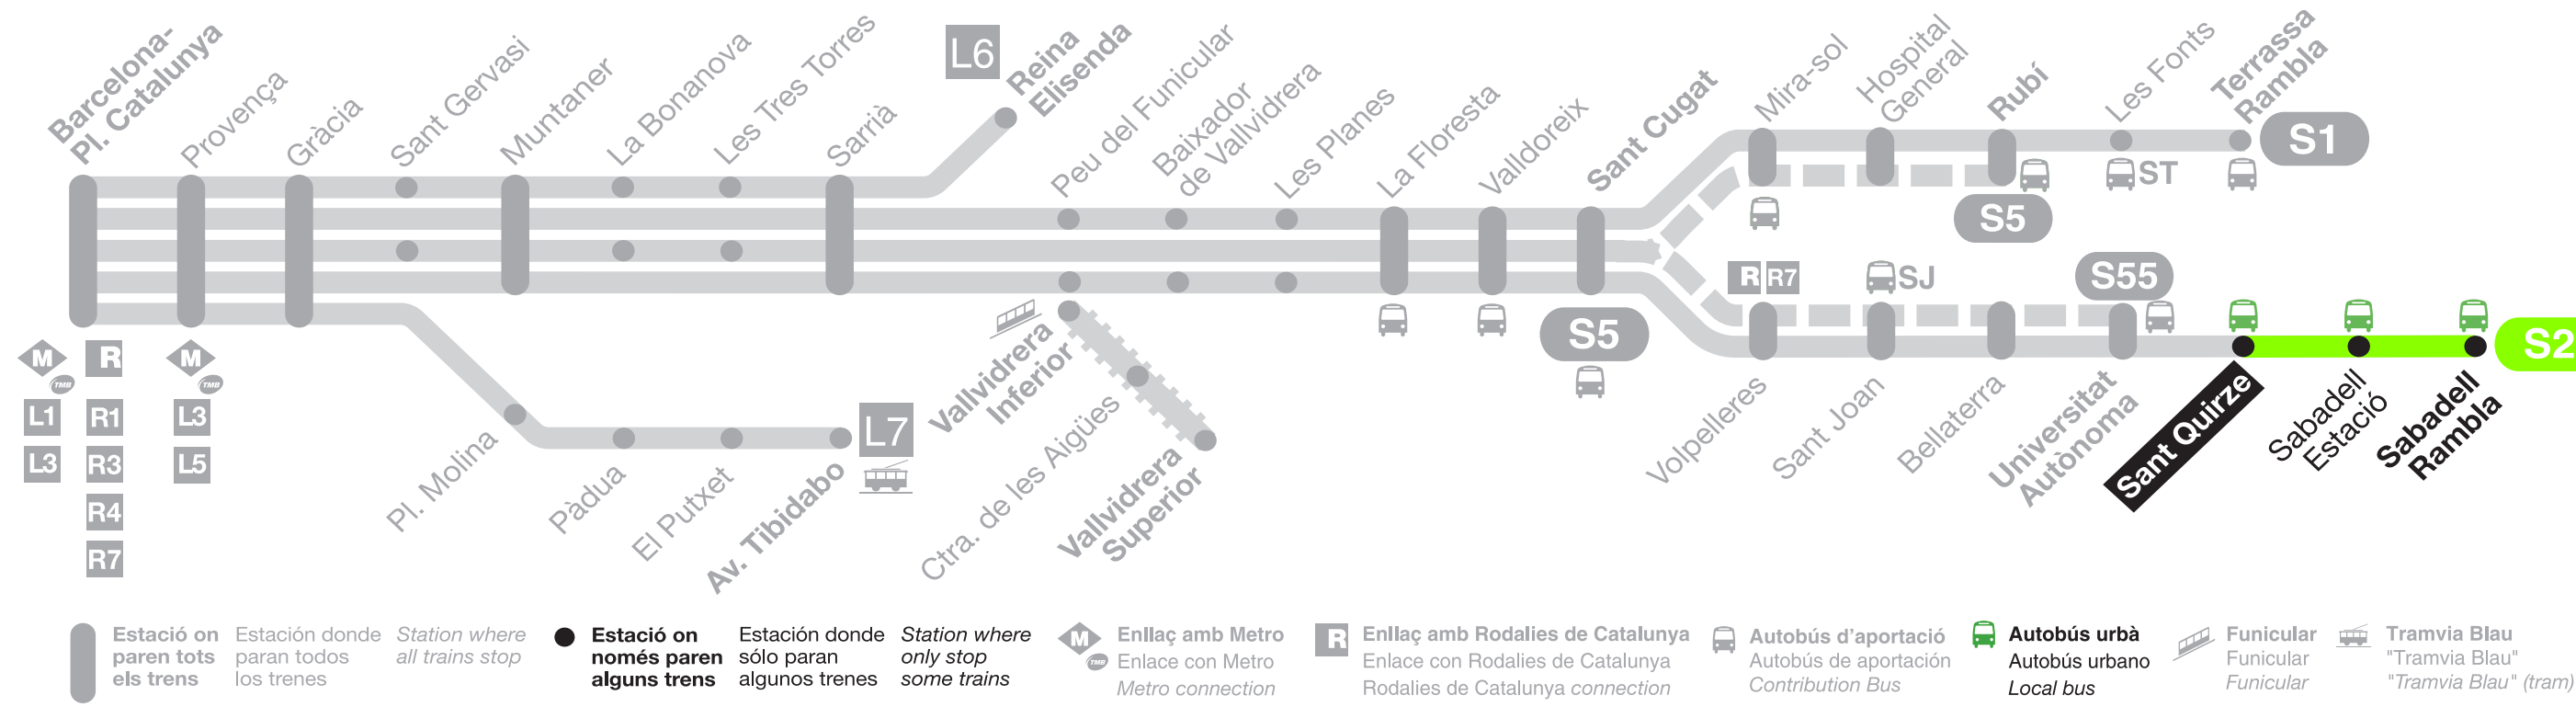 Barcelona-
Pl. Catalunya
Provença
Gràcia
Sant Gervasi
Muntaner
La Bonanova
Les Tres Torres
Sarrià
L6
Reina
Elisenda
Peu del Funicular
Baixador
de Vallvidrera
Les Planes
La Floresta
Valldoreix
Sant Cugat
Mira-sol
Hospital
General
Rubí
Les Fonts
Terrassa
Rambla
S1
ST
S5
R R7
SJ
S55
S5
S2
M
TMB
R
M
TMB
L1
R1
L3
L3
R3
L5
R4
R7
Pl. Molina
Pàdua
El Putxet
Av. Tibidabo
L7
Vallvidrera
Inferior
Ctra. de les Aigües
Vallvidrera
Superior
Volpelleres
Sant Joan
Bellaterra
Universitat
Autònoma
Sant Quirze
Sabadell
Estació
Sabadell
Rambla
Estació on
paren tots
els trens
Estación donde
paran todos
los trenes
Station where
all trains stop
Estació on
només paren
alguns trens
Estación donde
sólo paran
algunos trenes
Station where
only stop
some trains
M
TMB
Enllaç amb Metro
Enlace con Metro
Metro connection
R
Enllaç amb Rodalies de Catalunya
Enlace con Rodalies de Catalunya
Rodalies de Catalunya connection
Autobús d'aportació
Autobús de aportación
Contribution Bus
Autobús urbà
Autobús urbano
Local bus
Funicular
Funicular
Funicular
Tramvia Blau
"Tramvia Blau"
"Tramvia Blau" (tram)